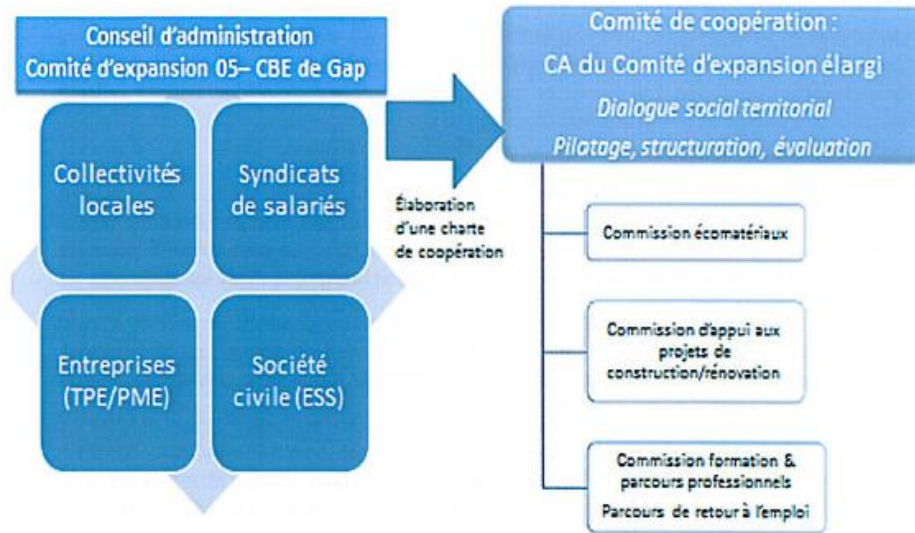 Conseil d'administration
Comité d'expansion 05– CBE de Gap
Collectivités
locales
Syndicats
de salariés
Entreprises
(TPE/PME)
Société
civile (ESS)
Élaboration
d'une charte
de coopération
Comité de coopération :
CA du Comité d'expansion élargi
Dialogue social territorial
Pilotage, structuration, évaluation
Commission écomatériaux
Commission d'appui aux
projets de
construction/rénovation
Commission formation &
parcours professionnels
Parcours de retour à l'emploi